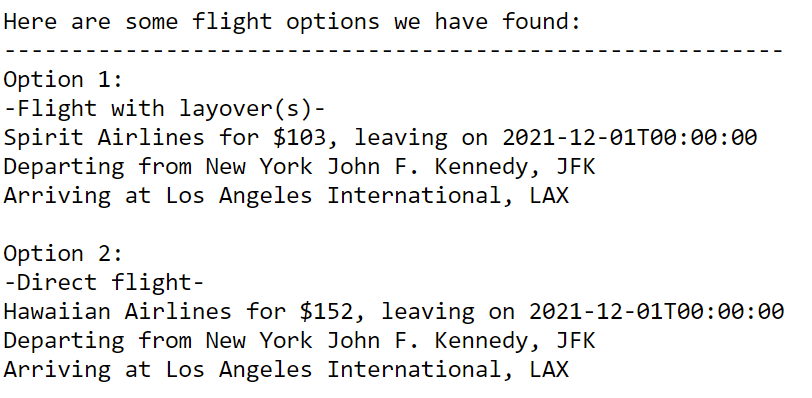 Here are some flight options we have found:
----------------------------------------------------------
Option 1:
-Flight with layover(s)-
Spirit Airlines for $103, leaving on 2021-12-01T00:00:00
Departing from New York John F. Kennedy, JFK
Arriving at Los Angeles International, LAX

Option 2:
-Direct flight-
Hawaiian Airlines for $152, leaving on 2021-12-01T00:00:00
Departing from New York John F. Kennedy, JFK
Arriving at Los Angeles International, LAX